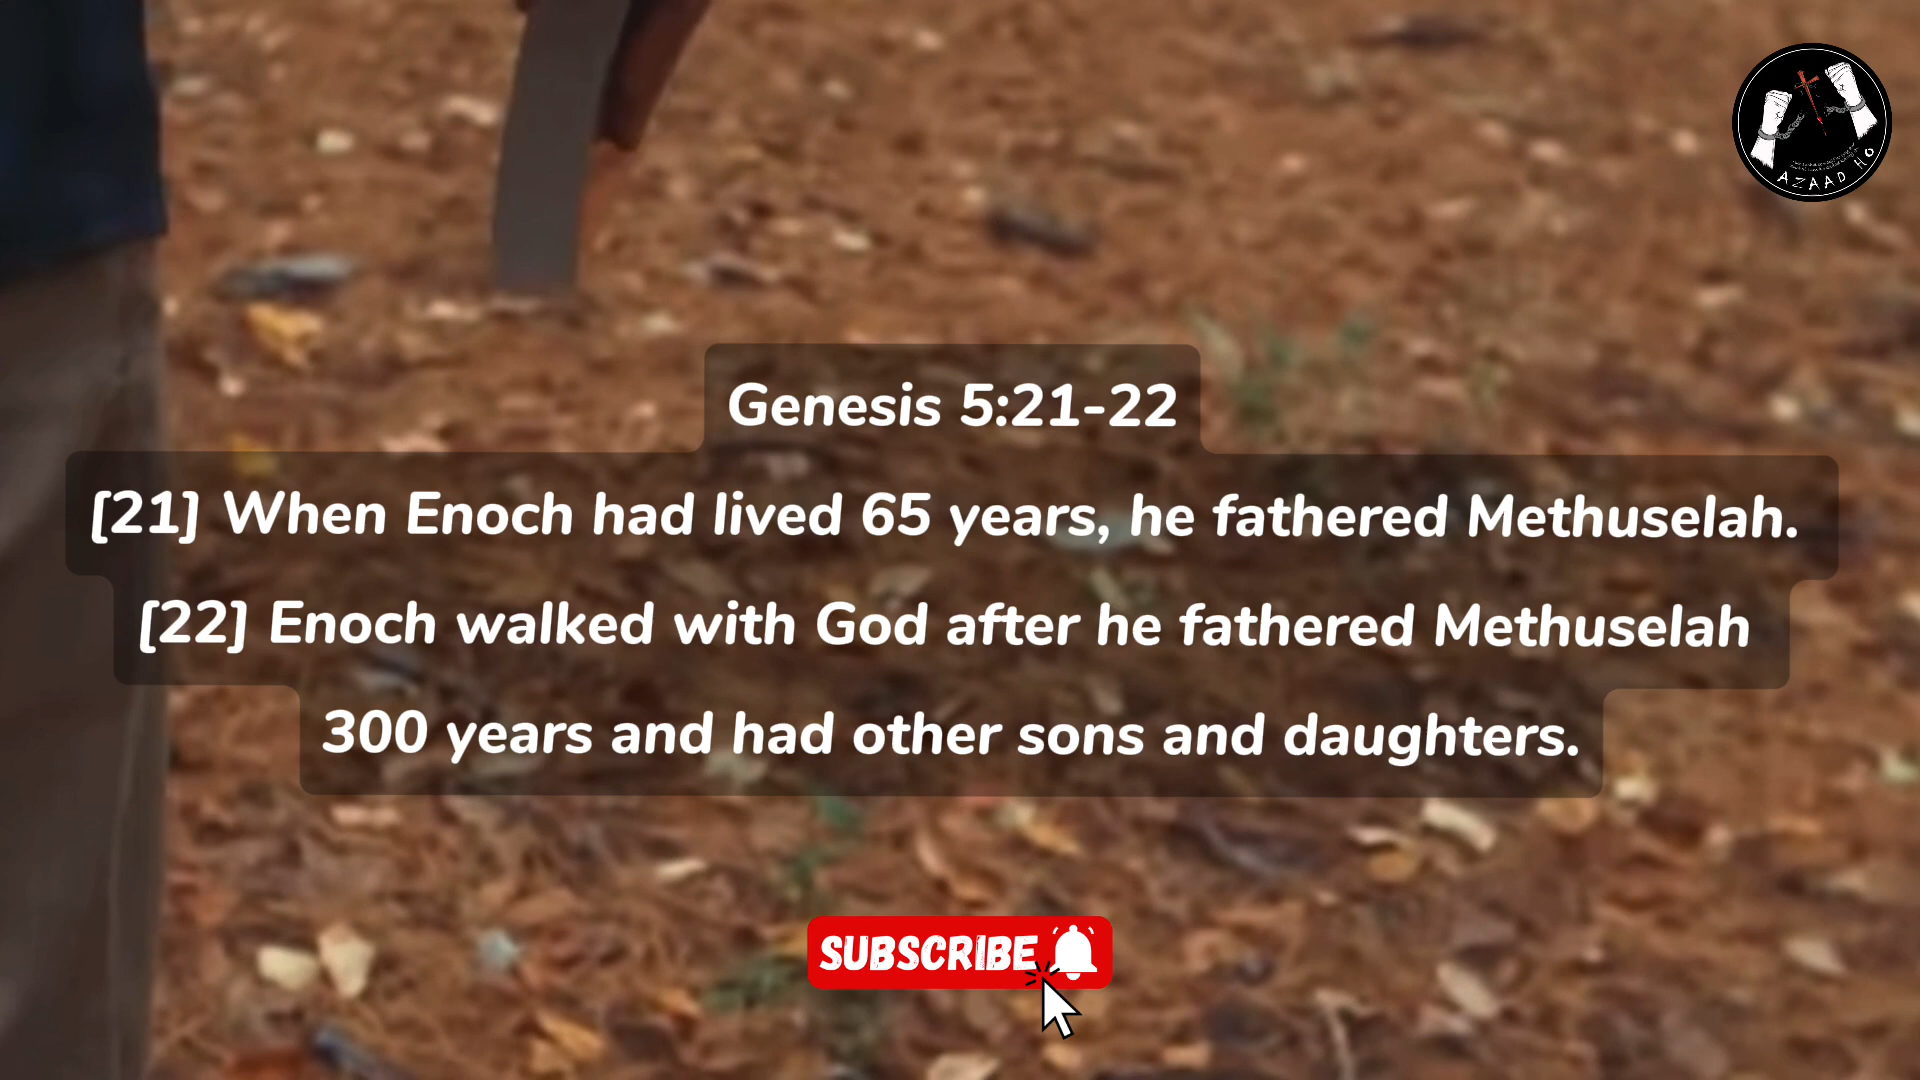 AZAAD HO
Genesis 5:21-22
[21] When Enoch had lived 65 years, he fathered Methuselah.
[22] Enoch walked with God after he fathered Methuselah
300 years and had other sons and daughters.
SUBSCRIBE